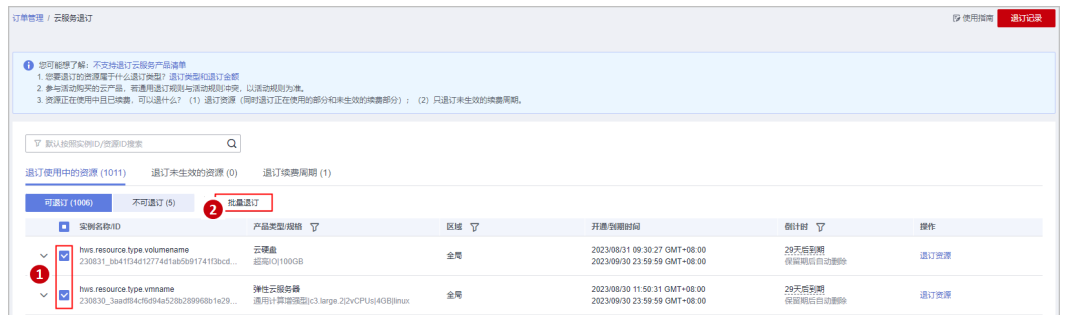 订单管理 / 云服务退订
使用指南
退订记录
您可能想了解：不支持退订云服务产品清单
1. 您要退订的资源属于什么退订类型？退订类型和退订金额
2. 参与活动购买的云产品，若通用退订规则与活动规则冲突，以活动规则为准。
3. 资源正在使用中且已续费，可以退什么？（1）退订资源（同时退订正在使用的部分和未生效的续费部分）；（2）只退订未生效的续费周期。
默认按照实例ID/资源ID搜索
退订使用中的资源 (1011) 退订未生效的资源 (0) 退订续费周期 (1)
可退订 (1006) 不可退订 (5) 2 批量退订
实例名称/ID 产品类型/规格 区域 开通/到期时间 倒计时 操作
hws.resource.type.volumename 云硬盘 全局 2023/08/31 09:30:27 GMT+08:00 29天后到期 退订资源
230831_bb41f34d12774d1ab5b91741f3bcd... 超高IO|100GB 2023/09/30 23:59:59 GMT+08:00 保留期后自动删除
1
hws.resource.type.vmname 弹性云服务器 全局 2023/08/30 11:50:31 GMT+08:00 29天后到期 退订资源
230830_3aadf84cf6d94a528b289968b1e29... 通用计算增强型|c3.large.2|2vCPUs|4GB|linux 2023/09/30 23:59:59 GMT+08:00 保留期后自动删除